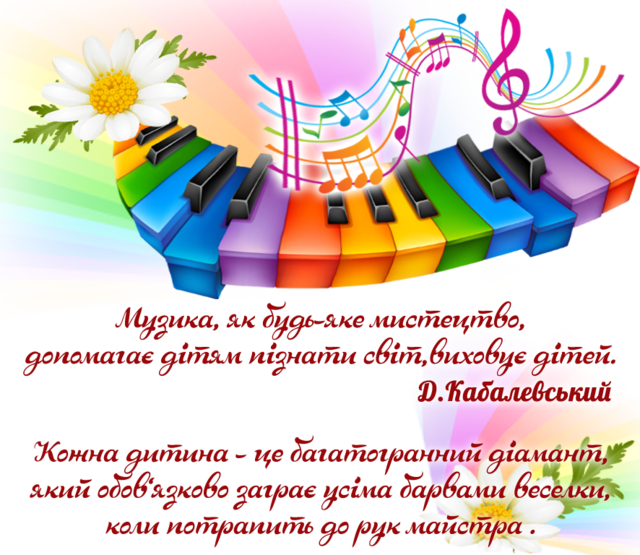 Музика, як будь-яке мистецтво,
допомагає дітям пізнати світ,виховує дітей.
Д.Кабалевський
Кожна дитина - це багатогранний діамант,
який обов'язково заграє усіма барвами веселки,
коли потрапить до рук майстра .